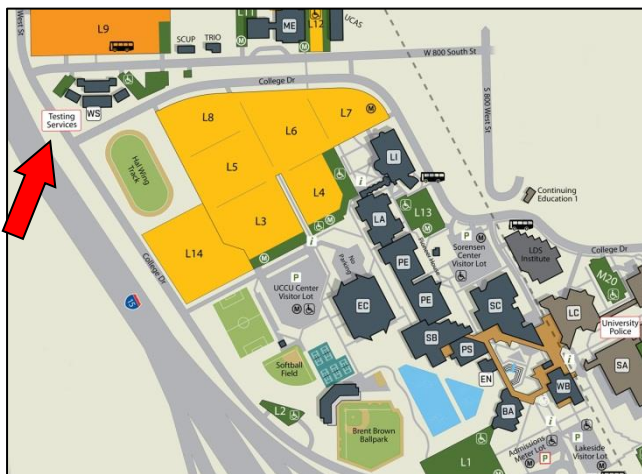 L9
West St
SCUP
TRIO
L11
ME
L12
UCAS
M
W 800 South St
S 800 West St
College Dr
WS
Testing
Services
L8
L6
L7
M
L5
Hal Wing
Track
L4
L3
L14
M
M
LI
LA
L13
M
i
i
Continuing
Education 1
P
Sorensen
Center
Visitor Lot
M
LDS
Institute
College Dr
M20
College Dr
15
No
Parking
P
UCCU Center
Visitor Lot
M
M
EC
PE
PE
SB
PS
SC
LC
University
Police
SA
i
EN
WB
BA
Softball
Field
L2
Brent Brown
Ballpark
L1
i
Admissions
Meter Lot
P
P
Lakeside
Visitor Lot
M